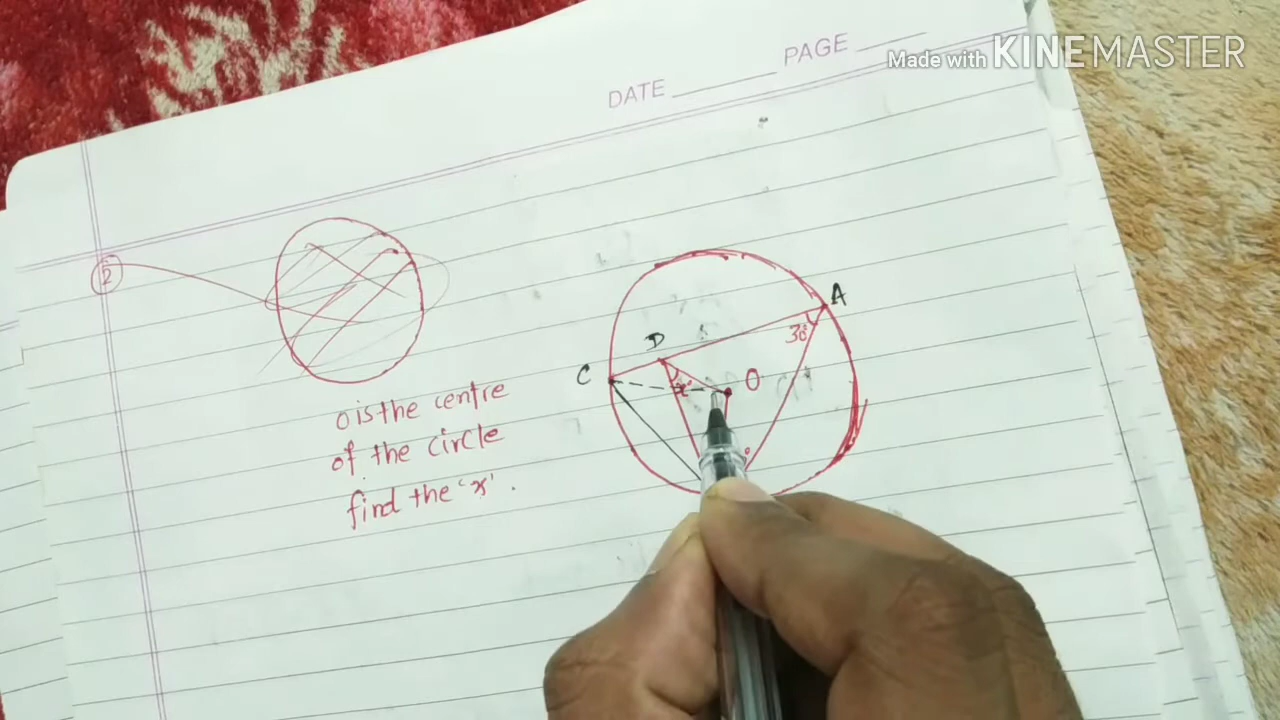 Made with KINEMASTER
DATE PAGE
2
A
30°
D
C
x°
O
o is the centre
of the circle
find the 'x'.